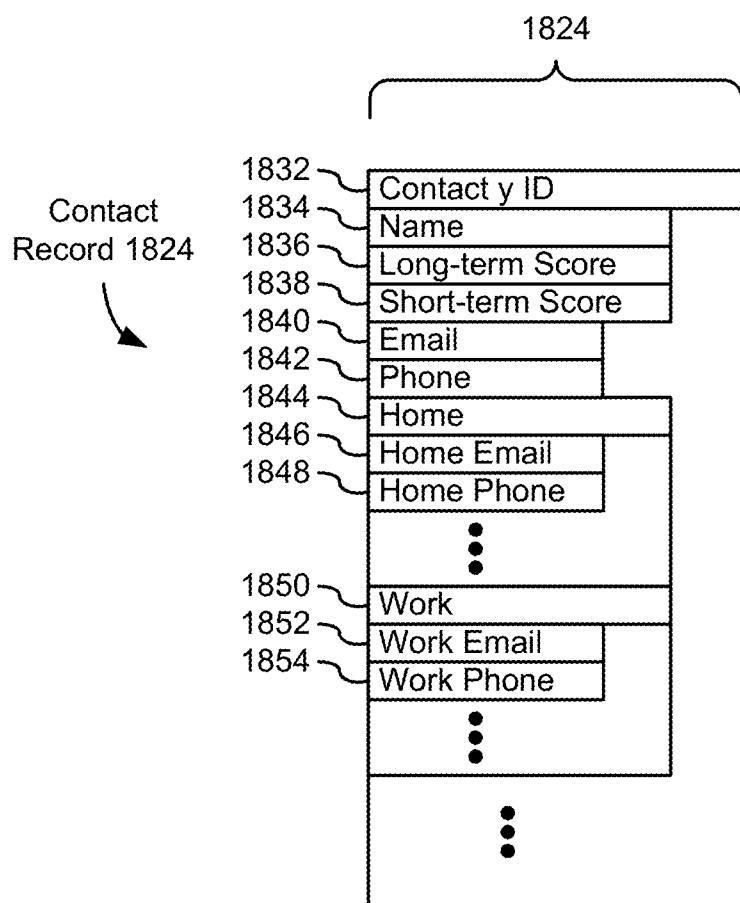 1824
Contact
Record 1824
1832 Contact y ID
1834 Name
1836 Long-term Score
1838 Short-term Score
1840 Email
1842 Phone
1844 Home
1846 Home Email
1848 Home Phone
1850 Work
1852 Work Email
1854 Work Phone